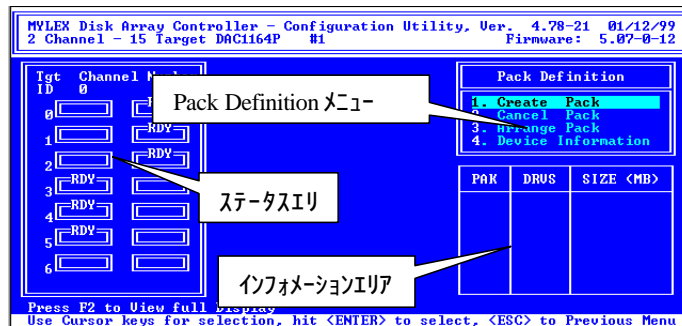 MYLEX Disk Array Controller - Configuration Utility, Ver. 4.78-21 01/12/99
2 Channel - 15 Target DAC1164P #1 Firmware: 5.07-0-12
Tgt Channel
ID 0
Pack Definition
Pack Definition メニュー
1. Create Pack
2. Cancel Pack
3. Arrange Pack
4. Device Information
0
RDY
1
RDY
2
RDY
3
RDY
4
RDY
5
6
ステータスエリ
PAK DRVS SIZE (MB)
インフォメーションエリア
Press F2 to View full Display
Use Cursor keys for selection, hit <ENTER> to select, <ESC> to Previous Menu